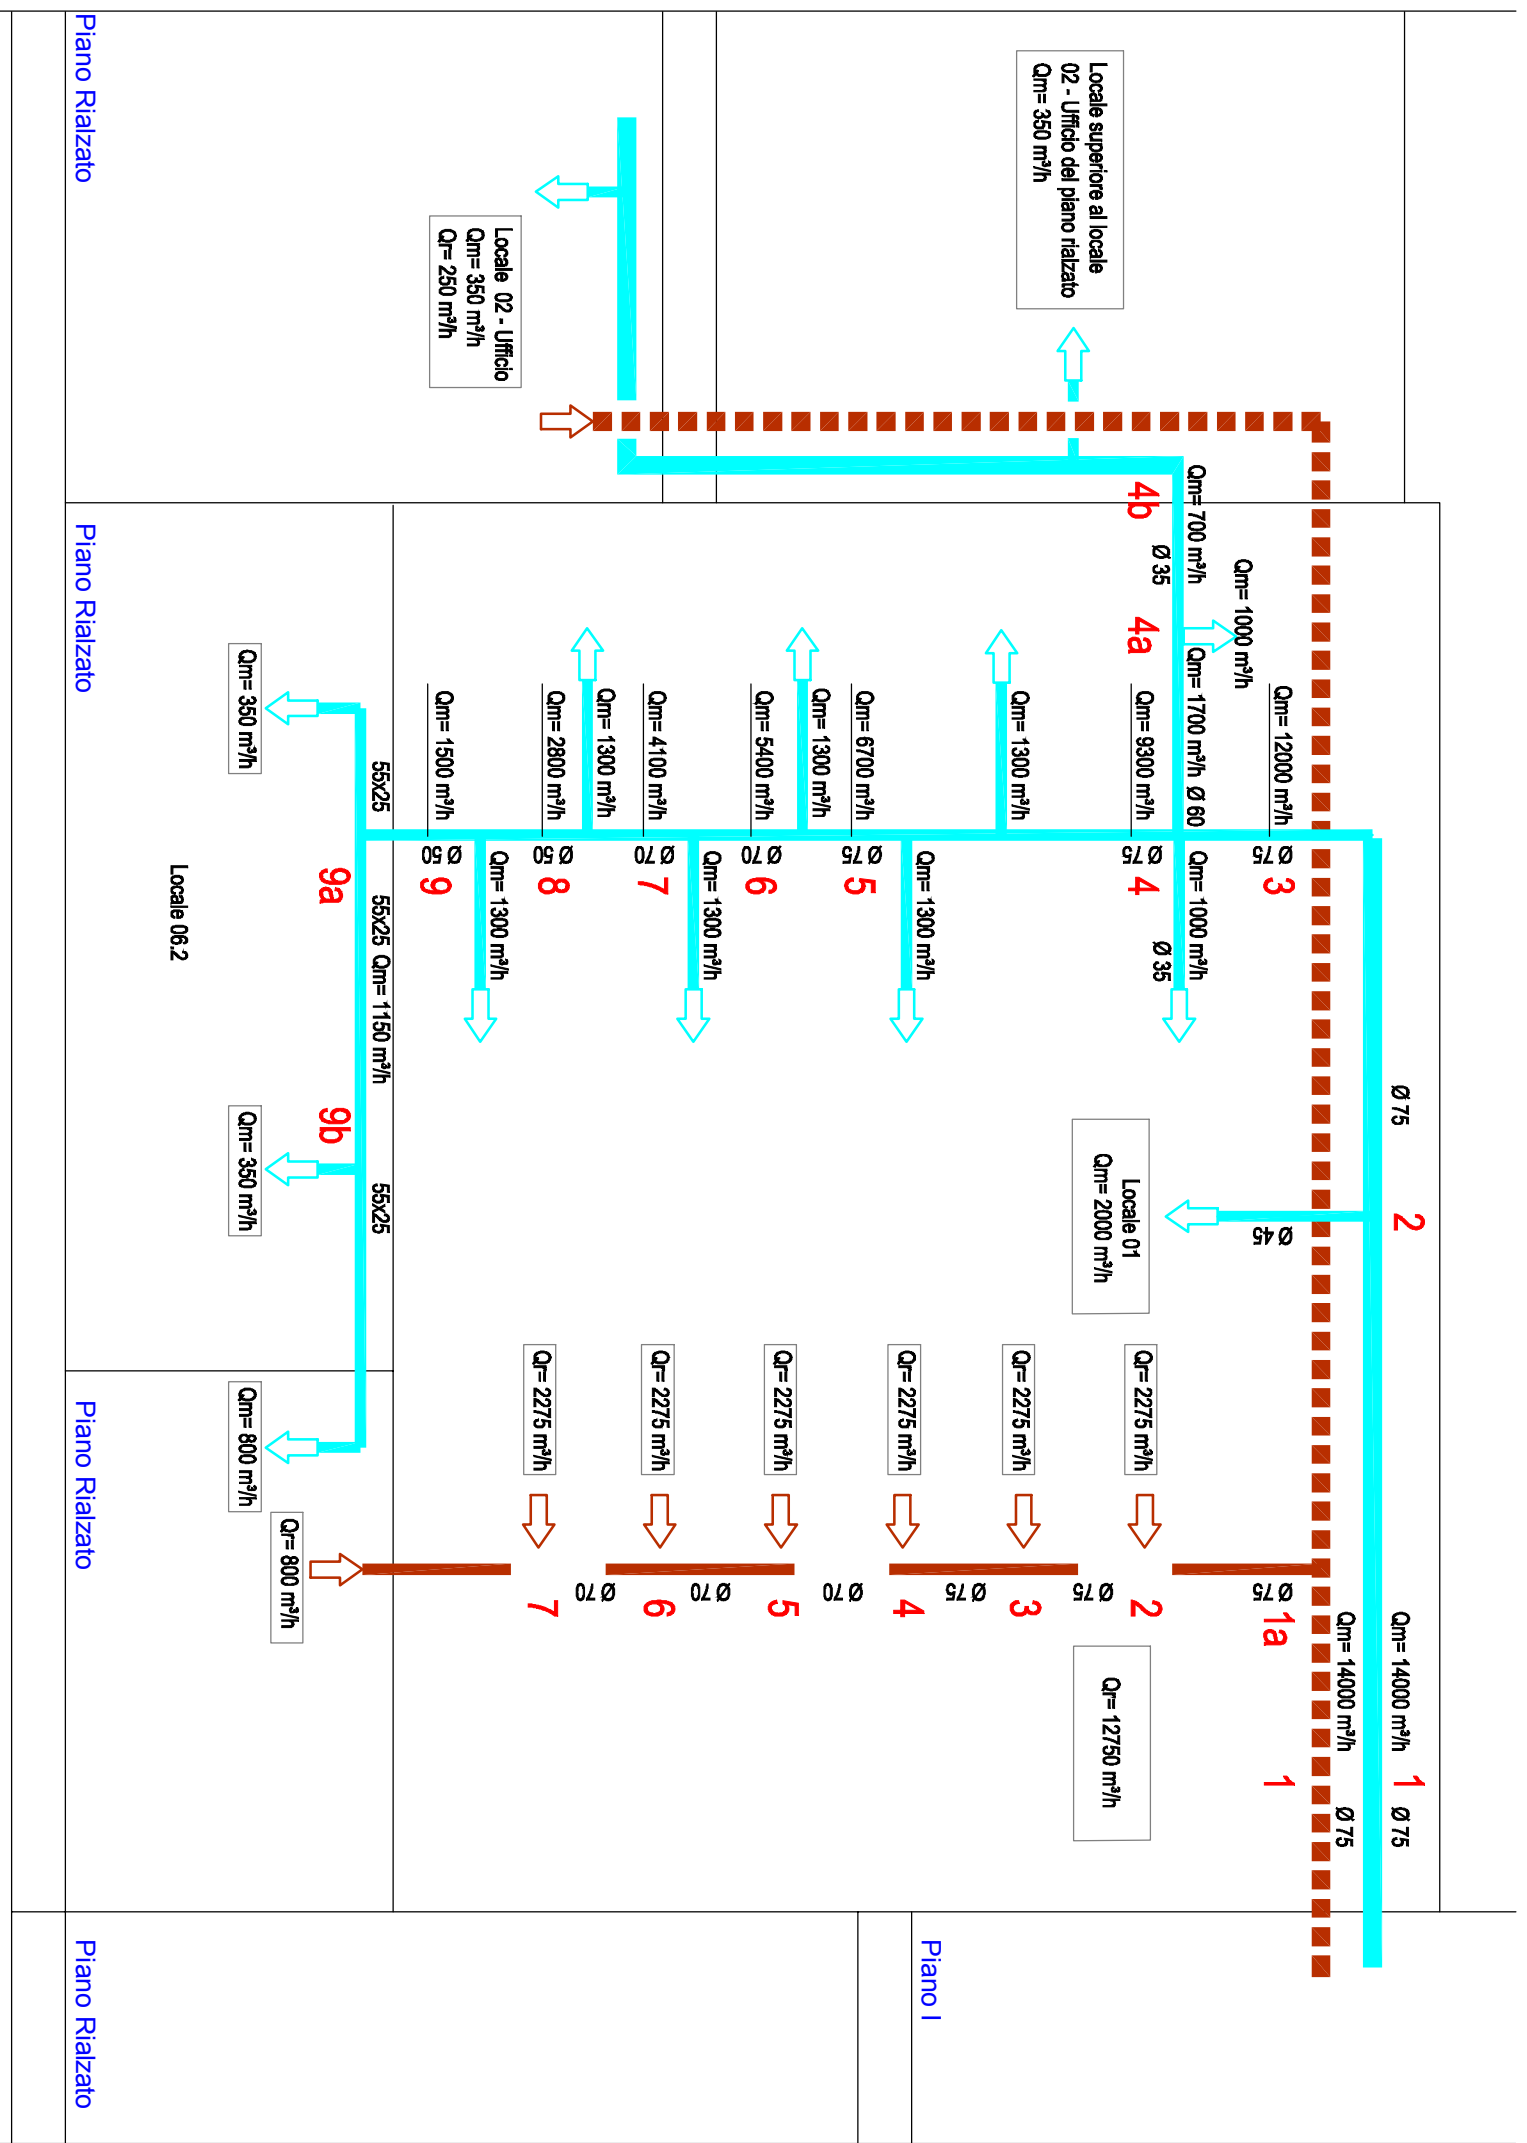 Piano Rialzato
Locale superiore al locale
02 - Ufficio del piano rialzato
Qm= 350 m³/h
Locale 02 - Ufficio
Qm= 350 m³/h
Qr= 250 m³/h
Piano Rialzato
4b
Qm= 700 m³/h
Ø 35
4a
Qm= 1000 m³/h
Qm= 1700 m³/h Ø 60
Qm= 12000 m³/h
Qm= 9300 m³/h
Qm= 1300 m³/h
Qm= 6700 m³/h
Qm= 1300 m³/h
Qm= 5400 m³/h
Qm= 4100 m³/h
Qm= 1300 m³/h
Qm= 2800 m³/h
Qm= 1500 m³/h
Qm= 350 m³/h
55x25
Ø 75
3
Qm= 1000 m³/h
Ø 35
Ø 75
4
Qm= 1300 m³/h
Ø 75
5
Ø 70
6
Qm= 1300 m³/h
Ø 70
7
Ø 50
8
Qm= 1300 m³/h
Ø 50
9
9a
55x25 Qm= 1150 m³/h
9b
55x25
Locale 06.2
Qm= 350 m³/h
Ø 75
2
Ø 45
Locale 01
Qm= 2000 m³/h
Qr= 2275 m³/h
Qr= 2275 m³/h
Qr= 2275 m³/h
Qr= 2275 m³/h
Qr= 2275 m³/h
Qr= 2275 m³/h
Piano Rialzato
Qm= 800 m³/h
Qr= 800 m³/h
Ø 75
1a
Ø 75
2
Ø 75
3
Ø 70
4
Ø 70
5
Ø 70
6
7
Qm= 14000 m³/h
1
Ø 75
Qm= 14000 m³/h
1
Ø 75
Qr= 12750 m³/h
Piano I
Piano Rialzato